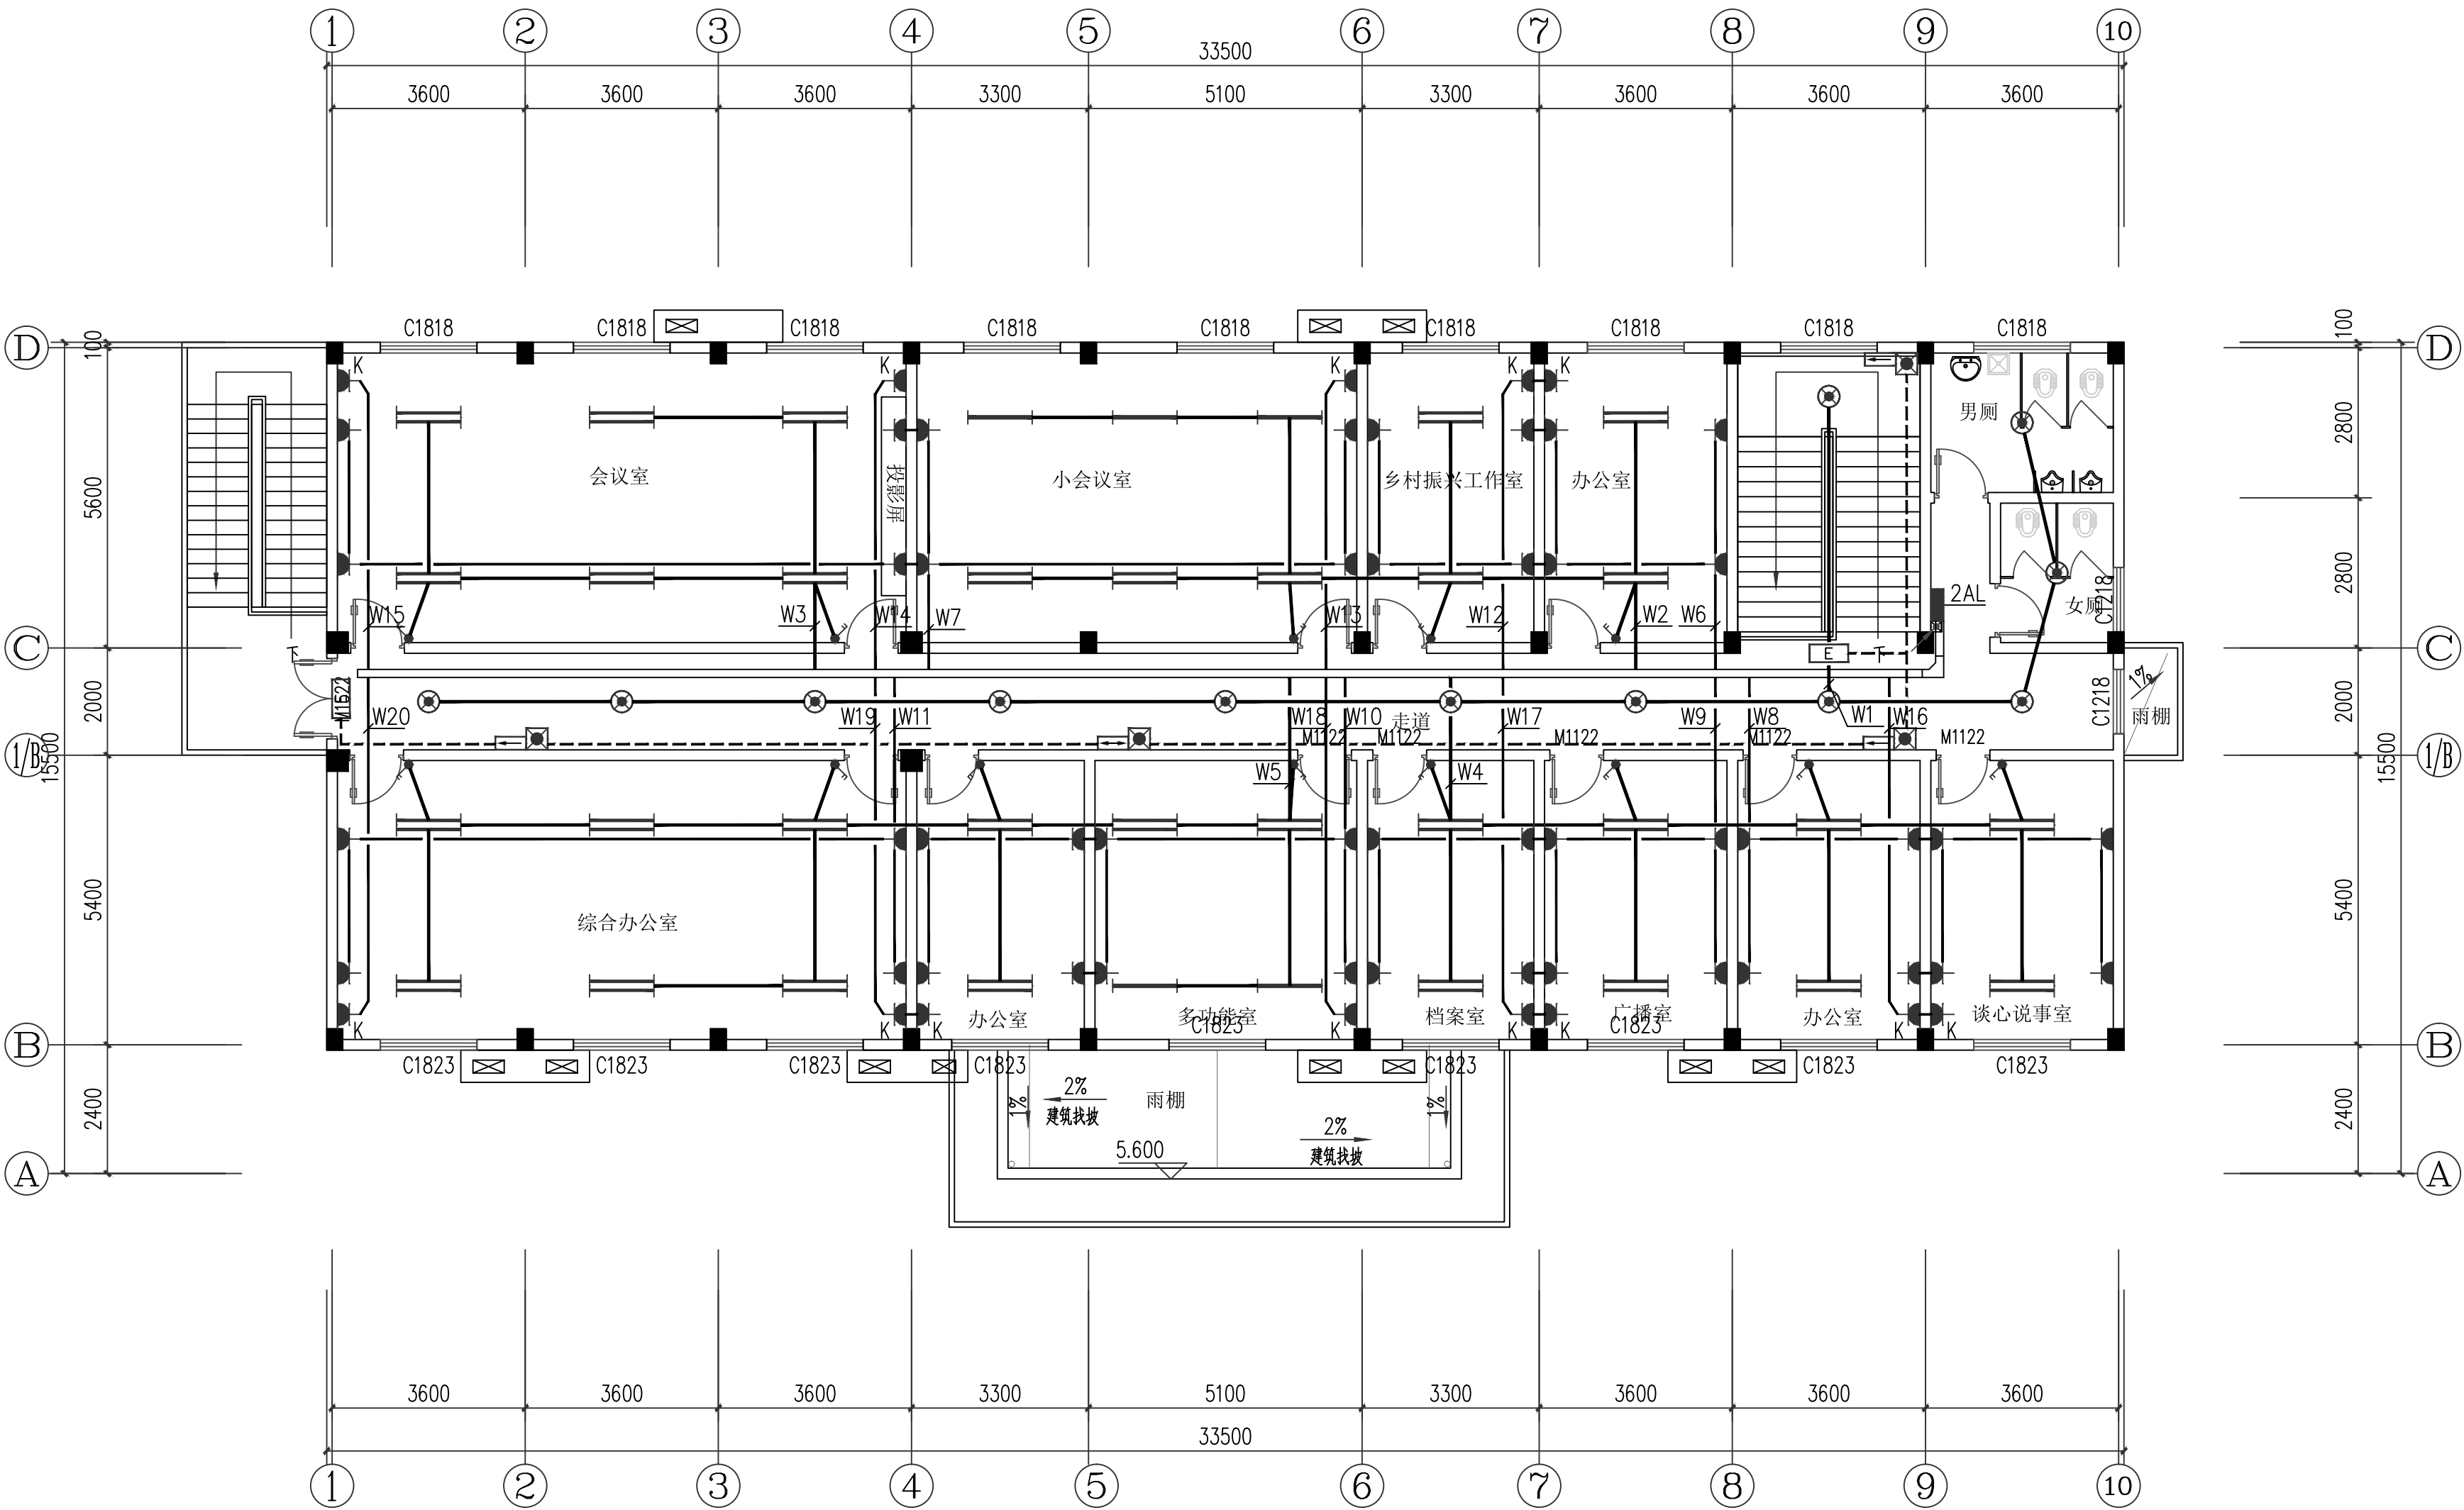 1 2 3 4 5 6 7 8 9 10
33500
3600 3600 3600 3300 5100 3300 3600 3600 3600
C1818 C1818 C1818 C1818 C1818 C1818 C1818 C1818 C1818
D 100 100 D
K K K K K
男厕
5600 2800
会议室 投影屏 小会议室 乡村振兴工作室 办公室
2800
2AL
女厕 C1218
W15 W3 W14 W7 W13 W12 W2 W6
C 下 E 下 C
M1522 2000 C1218 1% 2000
雨棚
W20 W19 W11 W18 W10 走道 W17 W9 W8 W1 W16
M1122 M1122 M1122 M1122 M1122
1/B 15500 15500 1/B
W5 W4
5400 5400
综合办公室
办公室 多功能室 档案室 广播室 办公室 谈心说事室
C1823 C1823
K K K K K K K K
B B
C1823 C1823 C1823 C1823 C1823 C1823 C1823
2400 1% 2% 雨棚 1% 2400
建筑找坡
2%
5.600 建筑找坡
A A
3600 3600 3600 3300 5100 3300 3600 3600 3600
33500
1 2 3 4 5 6 7 8 9 10